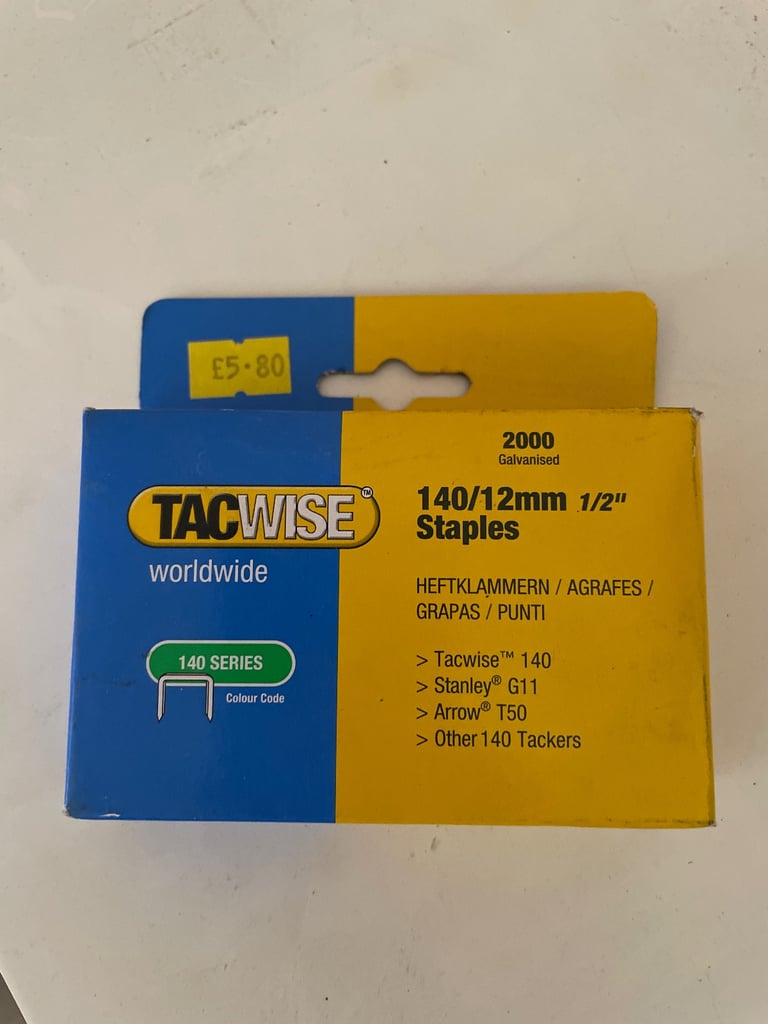 £5.80
TACWISE™
worldwide
140 SERIES
Colour Code
2000
Galvanised
140/12mm 1/2"
Staples
HEFTKLAMMERN / AGRAFES /
GRAPAS / PUNTI
> Tacwise™ 140
> Stanley® G11
> Arrow® T50
> Other 140 Tackers